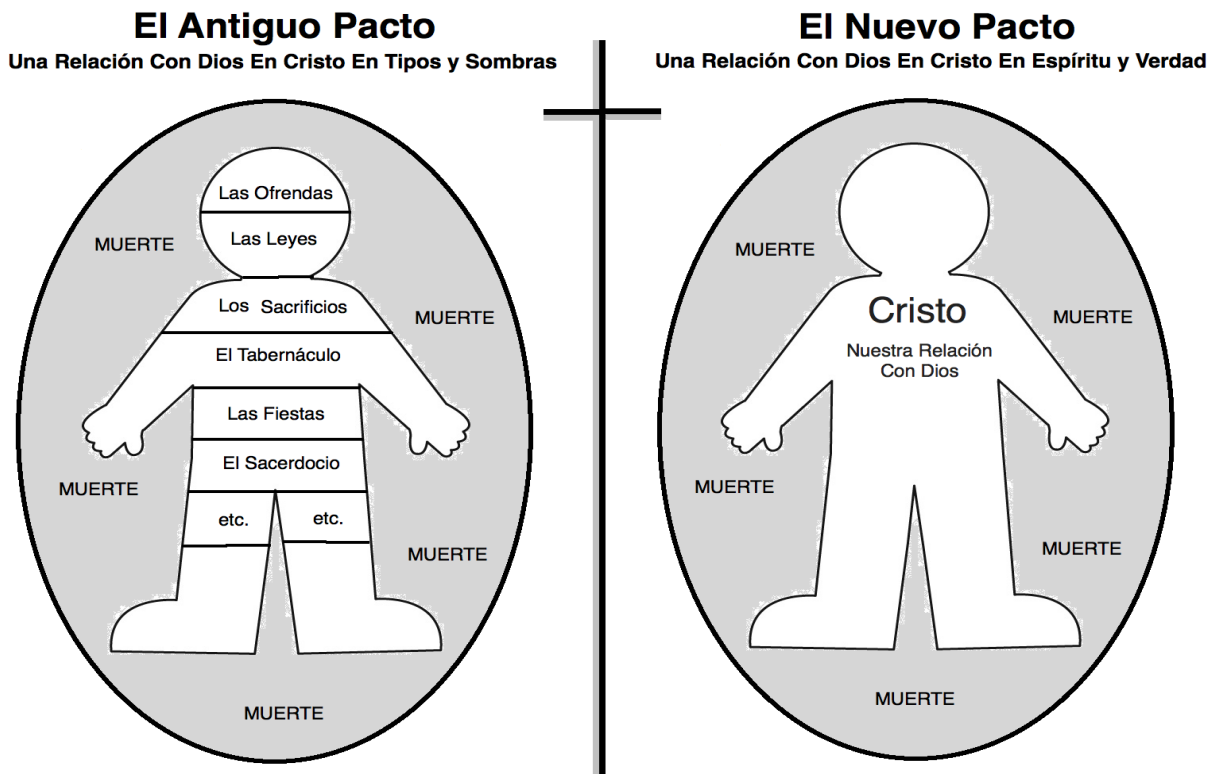 El Antiguo Pacto
Una Relación Con Dios En Cristo En Tipos y Sombras
Las Ofrendas
Las Leyes
MUERTE
Los Sacrificios
MUERTE
El Tabernáculo
Las Fiestas
El Sacerdocio
MUERTE
etc.
etc.
MUERTE
MUERTE
El Nuevo Pacto
Una Relación Con Dios En Cristo En Espíritu y Verdad
MUERTE
Cristo
MUERTE
Nuestra Relación
Con Dios
MUERTE
MUERTE
MUERTE